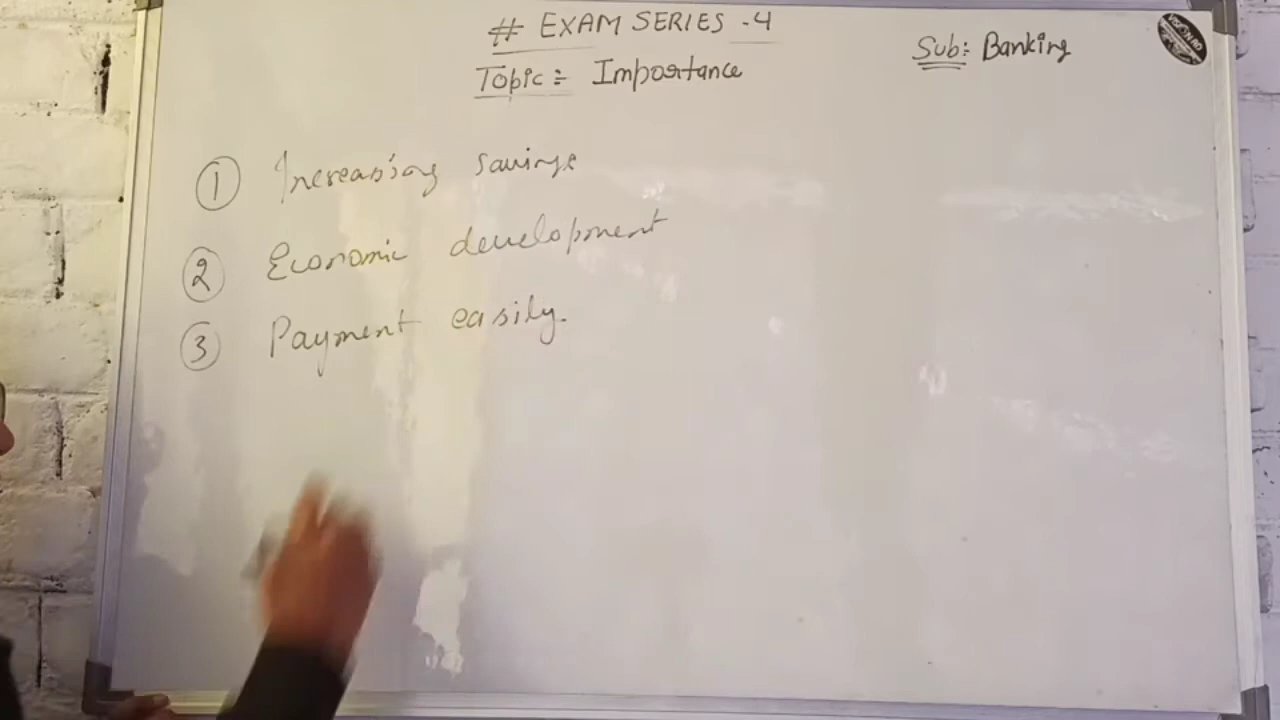 # EXAM SERIES - 4
Sub: Banking
Topic: Importance
① Increasing savings
② Economic development
③ Payment easily.